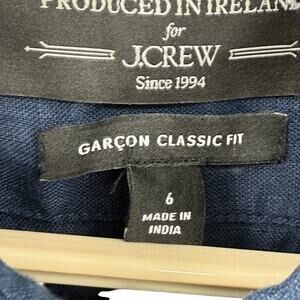 PRODUCED IN IRELAND
for
J.CREW
Since 1994
GARÇON CLASSIC FIT
6
MADE IN
INDIA